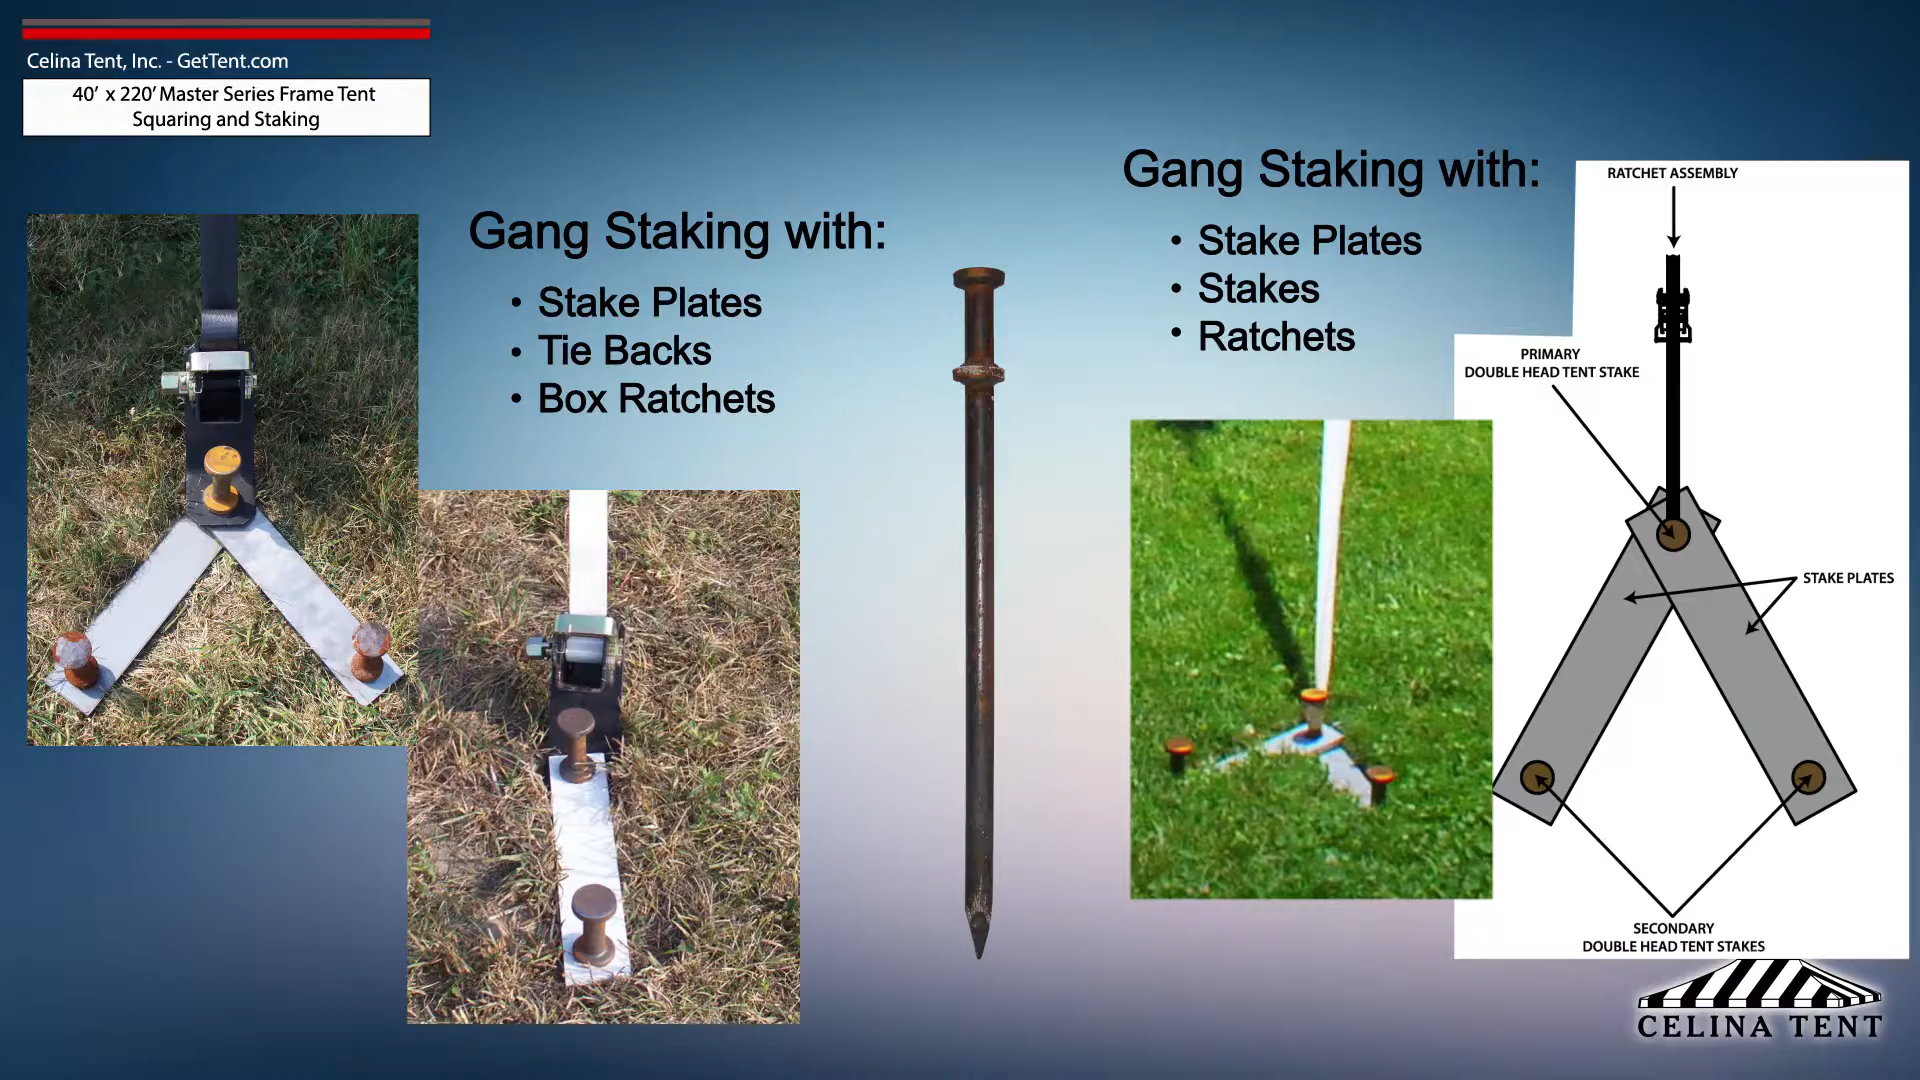 Celina Tent, Inc. - GetTent.com
40' x 220' Master Series Frame Tent
Squaring and Staking
Gang Staking with:
• Stake Plates
• Tie Backs
• Box Ratchets
Gang Staking with:
• Stake Plates
• Stakes
• Ratchets
RATCHET ASSEMBLY
PRIMARY
DOUBLE HEAD TENT STAKE
STAKE PLATES
SECONDARY
DOUBLE HEAD TENT STAKES
CELINA TENT